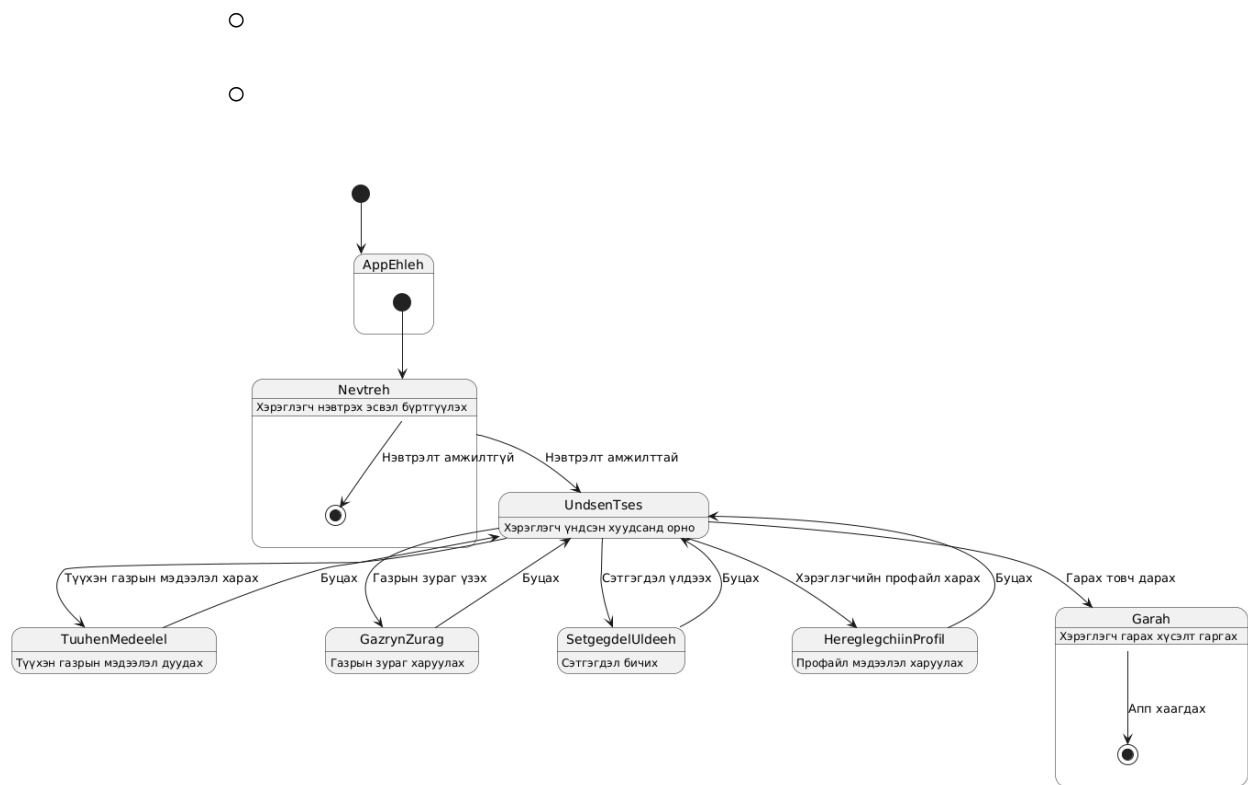 AppEhleh
Nevtreh
Хэрэглэгч нэвтрэх эсвэл бүртгүүлэх
Нэвтрэлт амжилтгүй
Нэвтрэлт амжилттай
UndsenTses
Хэрэглэгч үндсэн хуудсанд орно
Түүхэн газрын мэдээлэл харах
Буцах
Газрын зураг үзэх
Буцах
Сэтгэгдэл үлдээх
Буцах
Хэрэглэгчийн профайл харах
Буцах
Гарах товч дарах
TuuhenMedeelel
Түүхэн газрын мэдээлэл дуудах
GazrynZurag
Газрын зураг харуулах
SetgegdelUldeeh
Сэтгэгдэл бичих
HereglegchiinProfil
Профайл мэдээлэл харуулах
Garah
Хэрэглэгч гарах хүсэлт гаргах
Апп хаагдах